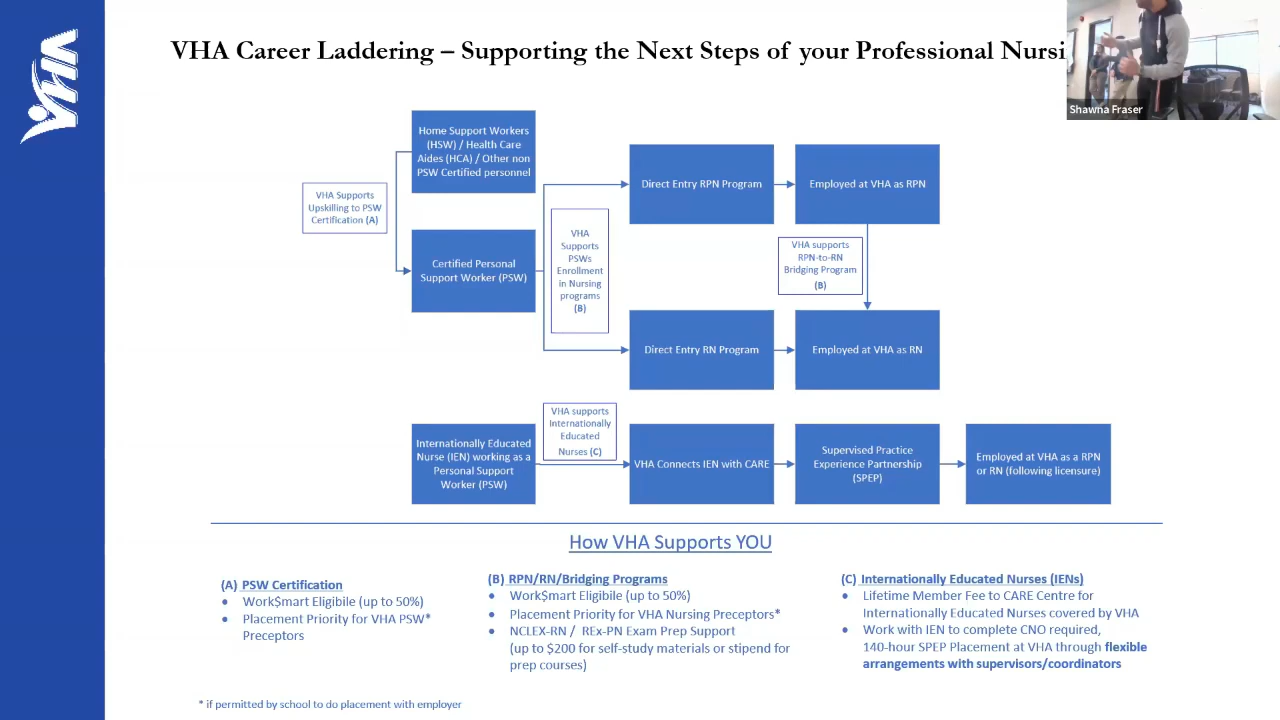 VHA
VHA Career Laddering – Supporting the Next Steps of your Professional Nursi
Shawna Fraser
Home Support Workers
(HSW) / Health Care
Aides (HCA) / Other non
PSW Certified personnel
VHA Supports
Upskilling to PSW
Certification (A)
Certified Personal
Support Worker (PSW)
VHA
Supports
PSWs
Enrollment
in Nursing
programs
(B)
Direct Entry RPN Program
Employed at VHA as RPN
VHA supports
RPN-to-RN
Bridging Program
(B)
Direct Entry RN Program
Employed at VHA as RN
Internationally Educated
Nurse (IEN) working as a
Personal Support
Worker (PSW)
VHA supports
Internationally
Educated
Nurses (C)
VHA Connects IEN with CARE
Supervised Practice
Experience Partnership
(SPEP)
Employed at VHA as a RPN
or RN (following licensure)
How VHA Supports YOU
(A) PSW Certification
• Work$mart Eligibile (up to 50%)
• Placement Priority for VHA PSW*
Preceptors
(B) RPN/RN/Bridging Programs
• Work$mart Eligibile (up to 50%)
• Placement Priority for VHA Nursing Preceptors*
• NCLEX-RN / REx-PN Exam Prep Support
(up to $200 for self-study materials or stipend for
prep courses)
(C) Internationally Educated Nurses (IENs)
• Lifetime Member Fee to CARE Centre for
Internationally Educated Nurses covered by VHA
• Work with IEN to complete CNO required,
140-hour SPEP Placement at VHA through flexible
arrangements with supervisors/coordinators
* if permitted by school to do placement with employer